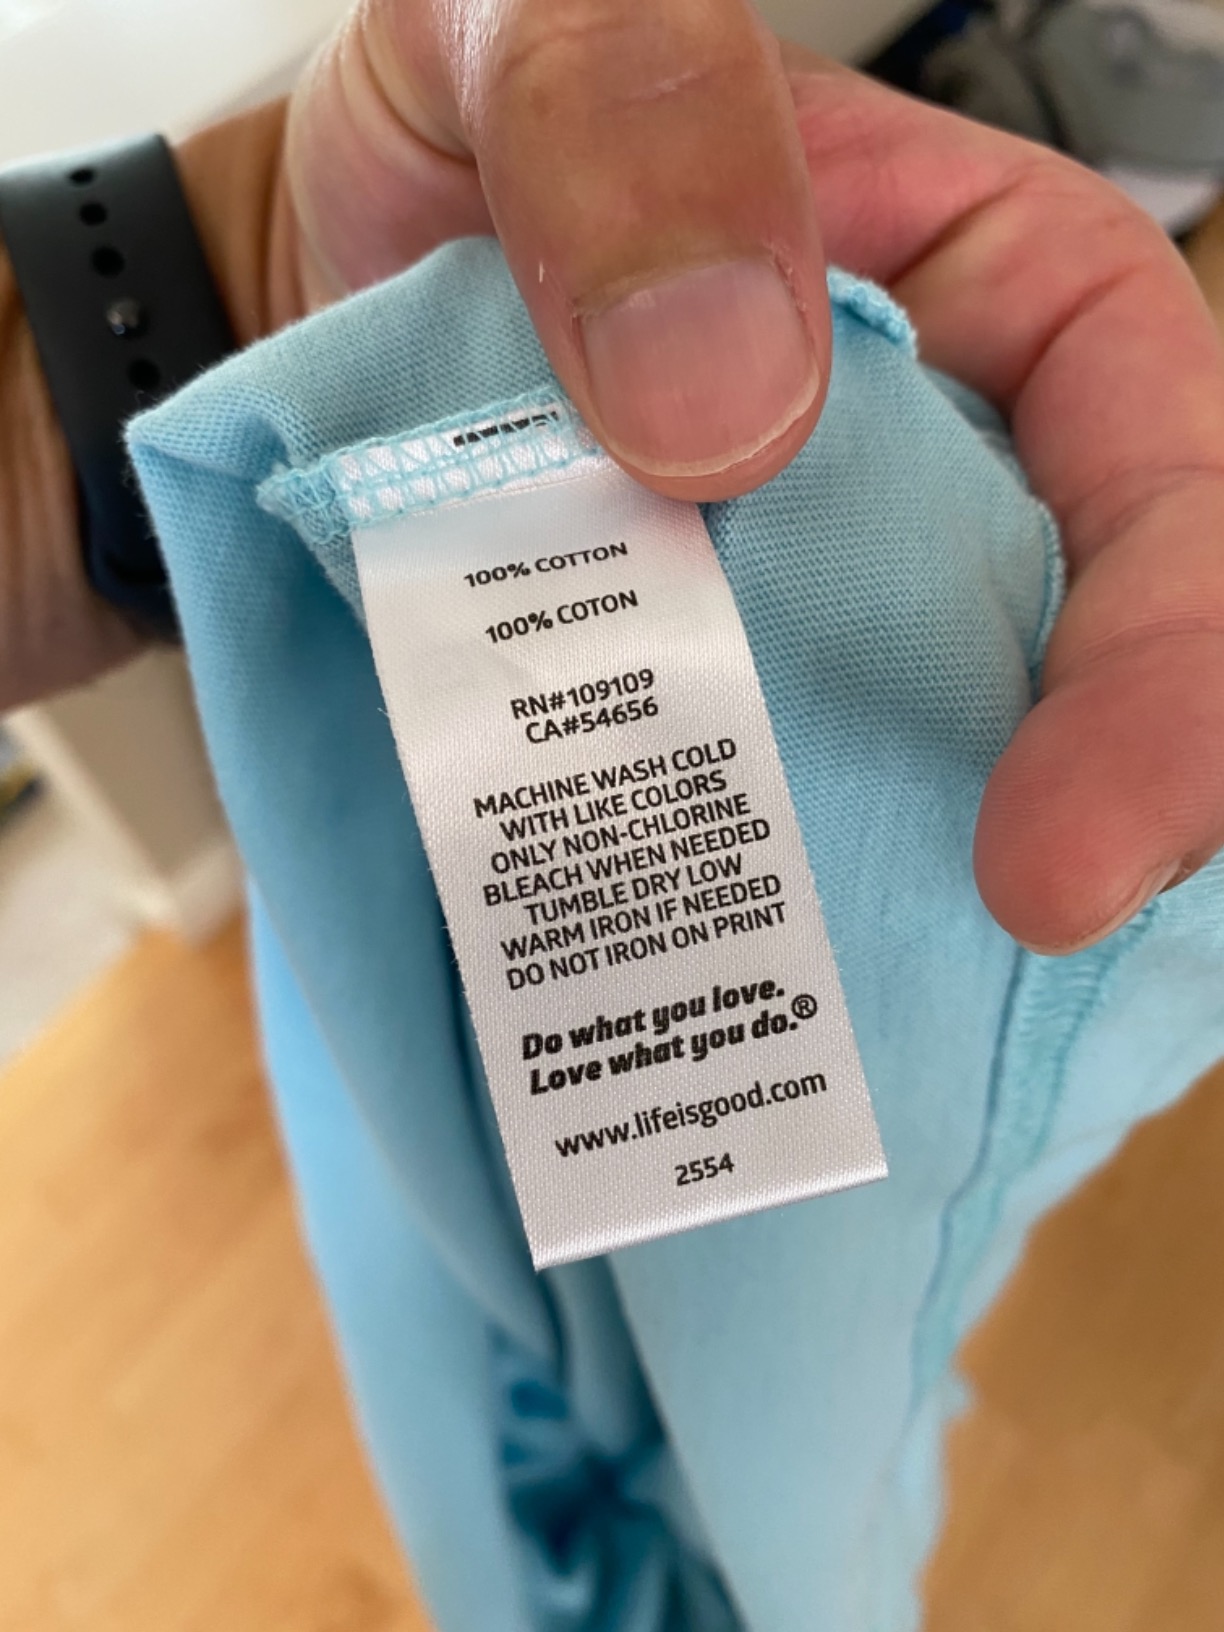 100% COTTON
100% COTON
RN#109109
CA#54656
MACHINE WASH COLD
WITH LIKE COLORS
ONLY NON-CHLORINE
BLEACH WHEN NEEDED
TUMBLE DRY LOW
WARM IRON IF NEEDED
DO NOT IRON ON PRINT
Do what you love.
Love what you do.®
www.lifeisgood.com
2554